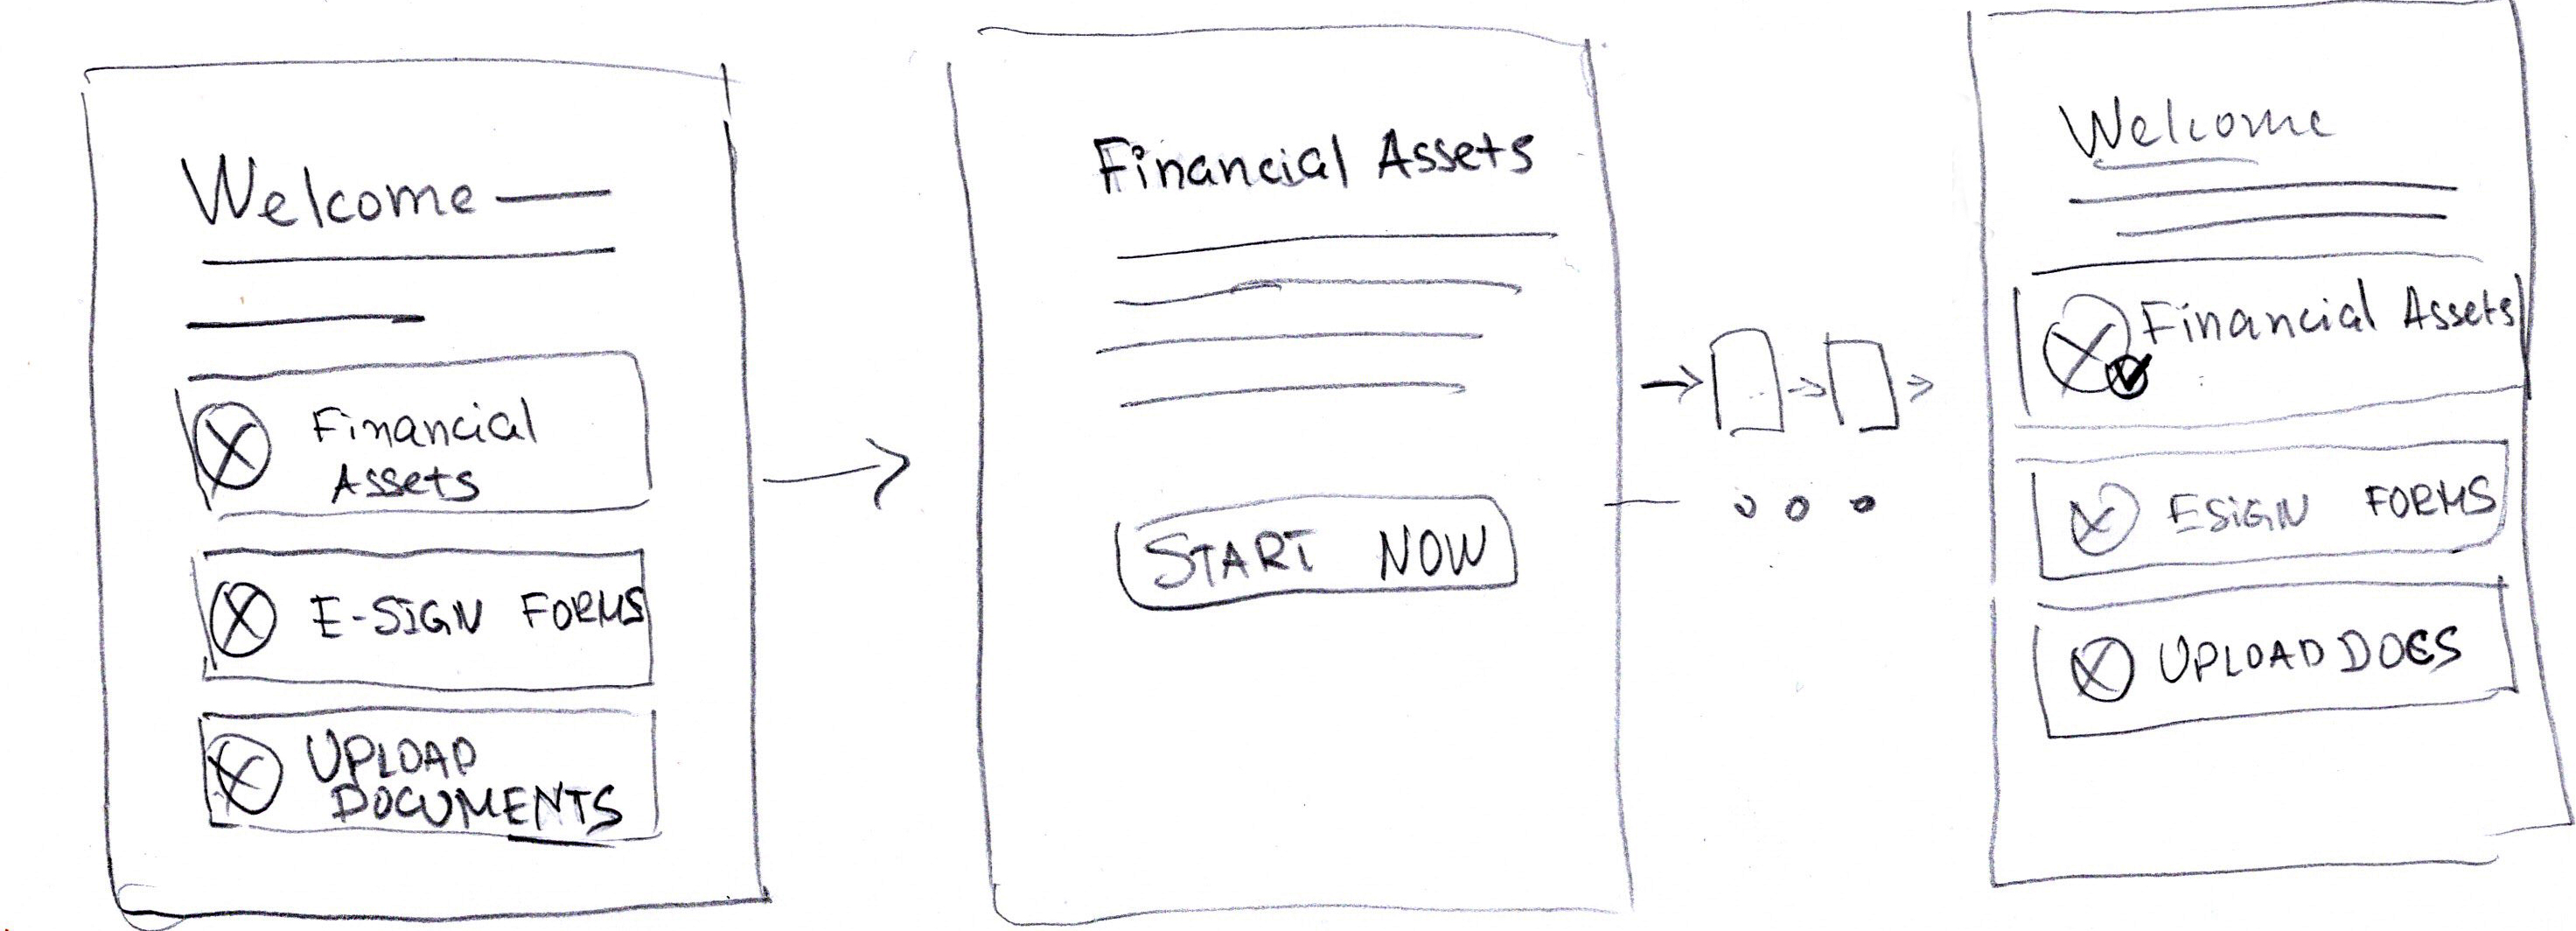 Welcome
Financial
Assets
E-SIGN FORMS
UPLOAD
DOCUMENTS
Financial Assets
START NOW
Welcome
Financial Assets
ESIGN FORMS
UPLOAD DOCS